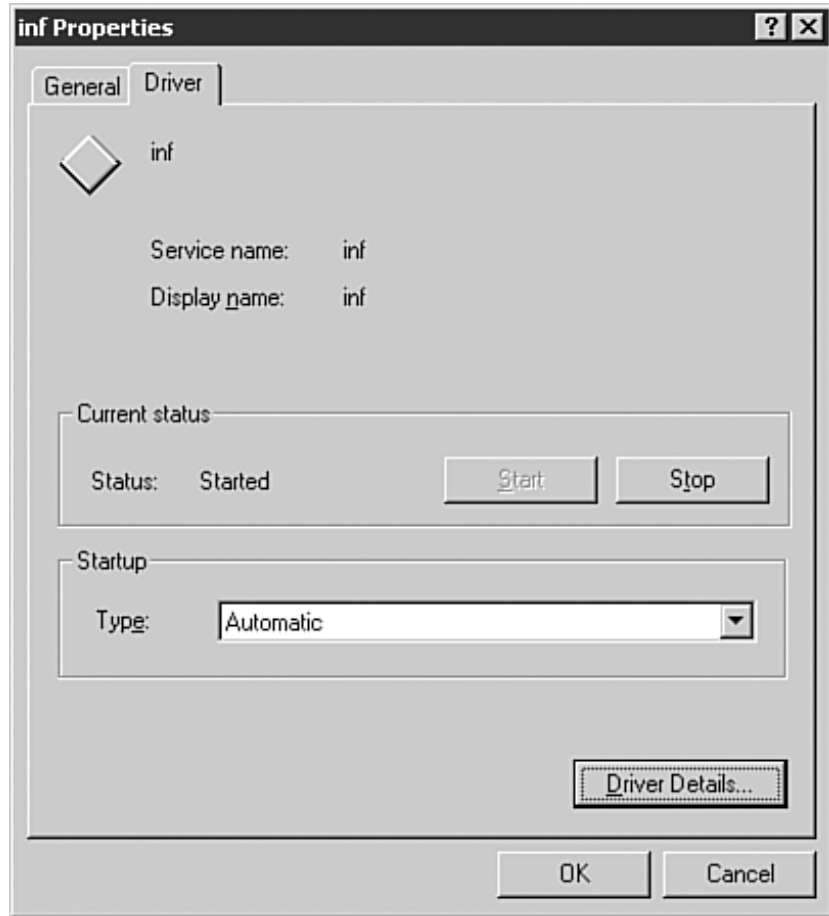 inf Properties
General Driver
inf
Service name: inf
Display name: inf
Current status
Status: Started Start Stop
Startup
Type: Automatic
Driver Details...
OK Cancel